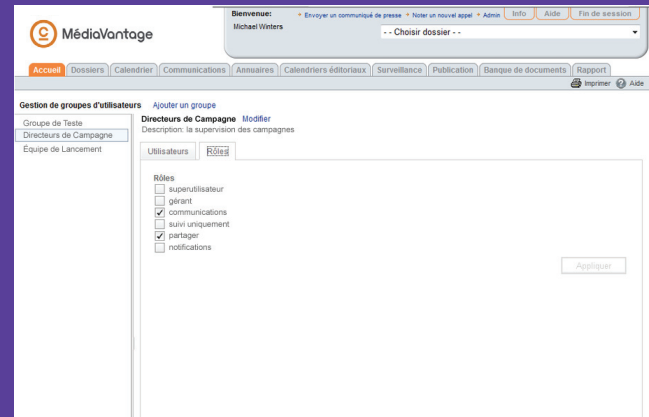 MédiaVantage
Bienvenue:
Michael Winters
Envoyer un communiqué de presse Noter un nouvel appel Admin
Info Aide Fin de session
- - Choisir dossier - -
Accueil Dossiers Calendrier Communications Annuaires Calendriers éditoriaux Surveillance Publication Banque de documents Rapport
Imprimer Aide
Gestion de groupes d'utilisateurs Ajouter un groupe
Groupe de Teste
Directeurs de Campagne
Équipe de Lancement
Directeurs de Campagne Modifier
Description: la supervision des campagnes
Utilisateurs Rôles
Rôles
superutilisateur
gérant
communications
suivi uniquement
partager
notifications
Appliquer